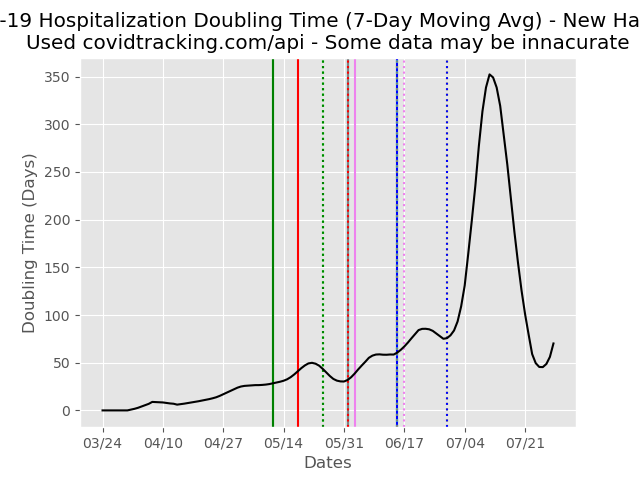 -19 Hospitalization Doubling Time (7-Day Moving Avg) - New Ha
Used covidtracking.com/api - Some data may be innacurate
350
300
250
200
150
100
50
0
Doubling Time (Days)
03/24 04/10 04/27 05/14 05/31 06/17 07/04 07/21
Dates